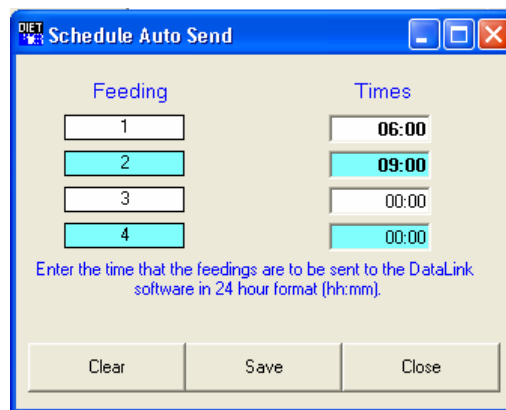 DIET Schedule Auto Send
Feeding Times
1 06:00
2 09:00
3 00:00
4 00:00
Enter the time that the feedings are to be sent to the DataLink
software in 24 hour format (hh:mm).
Clear Save Close